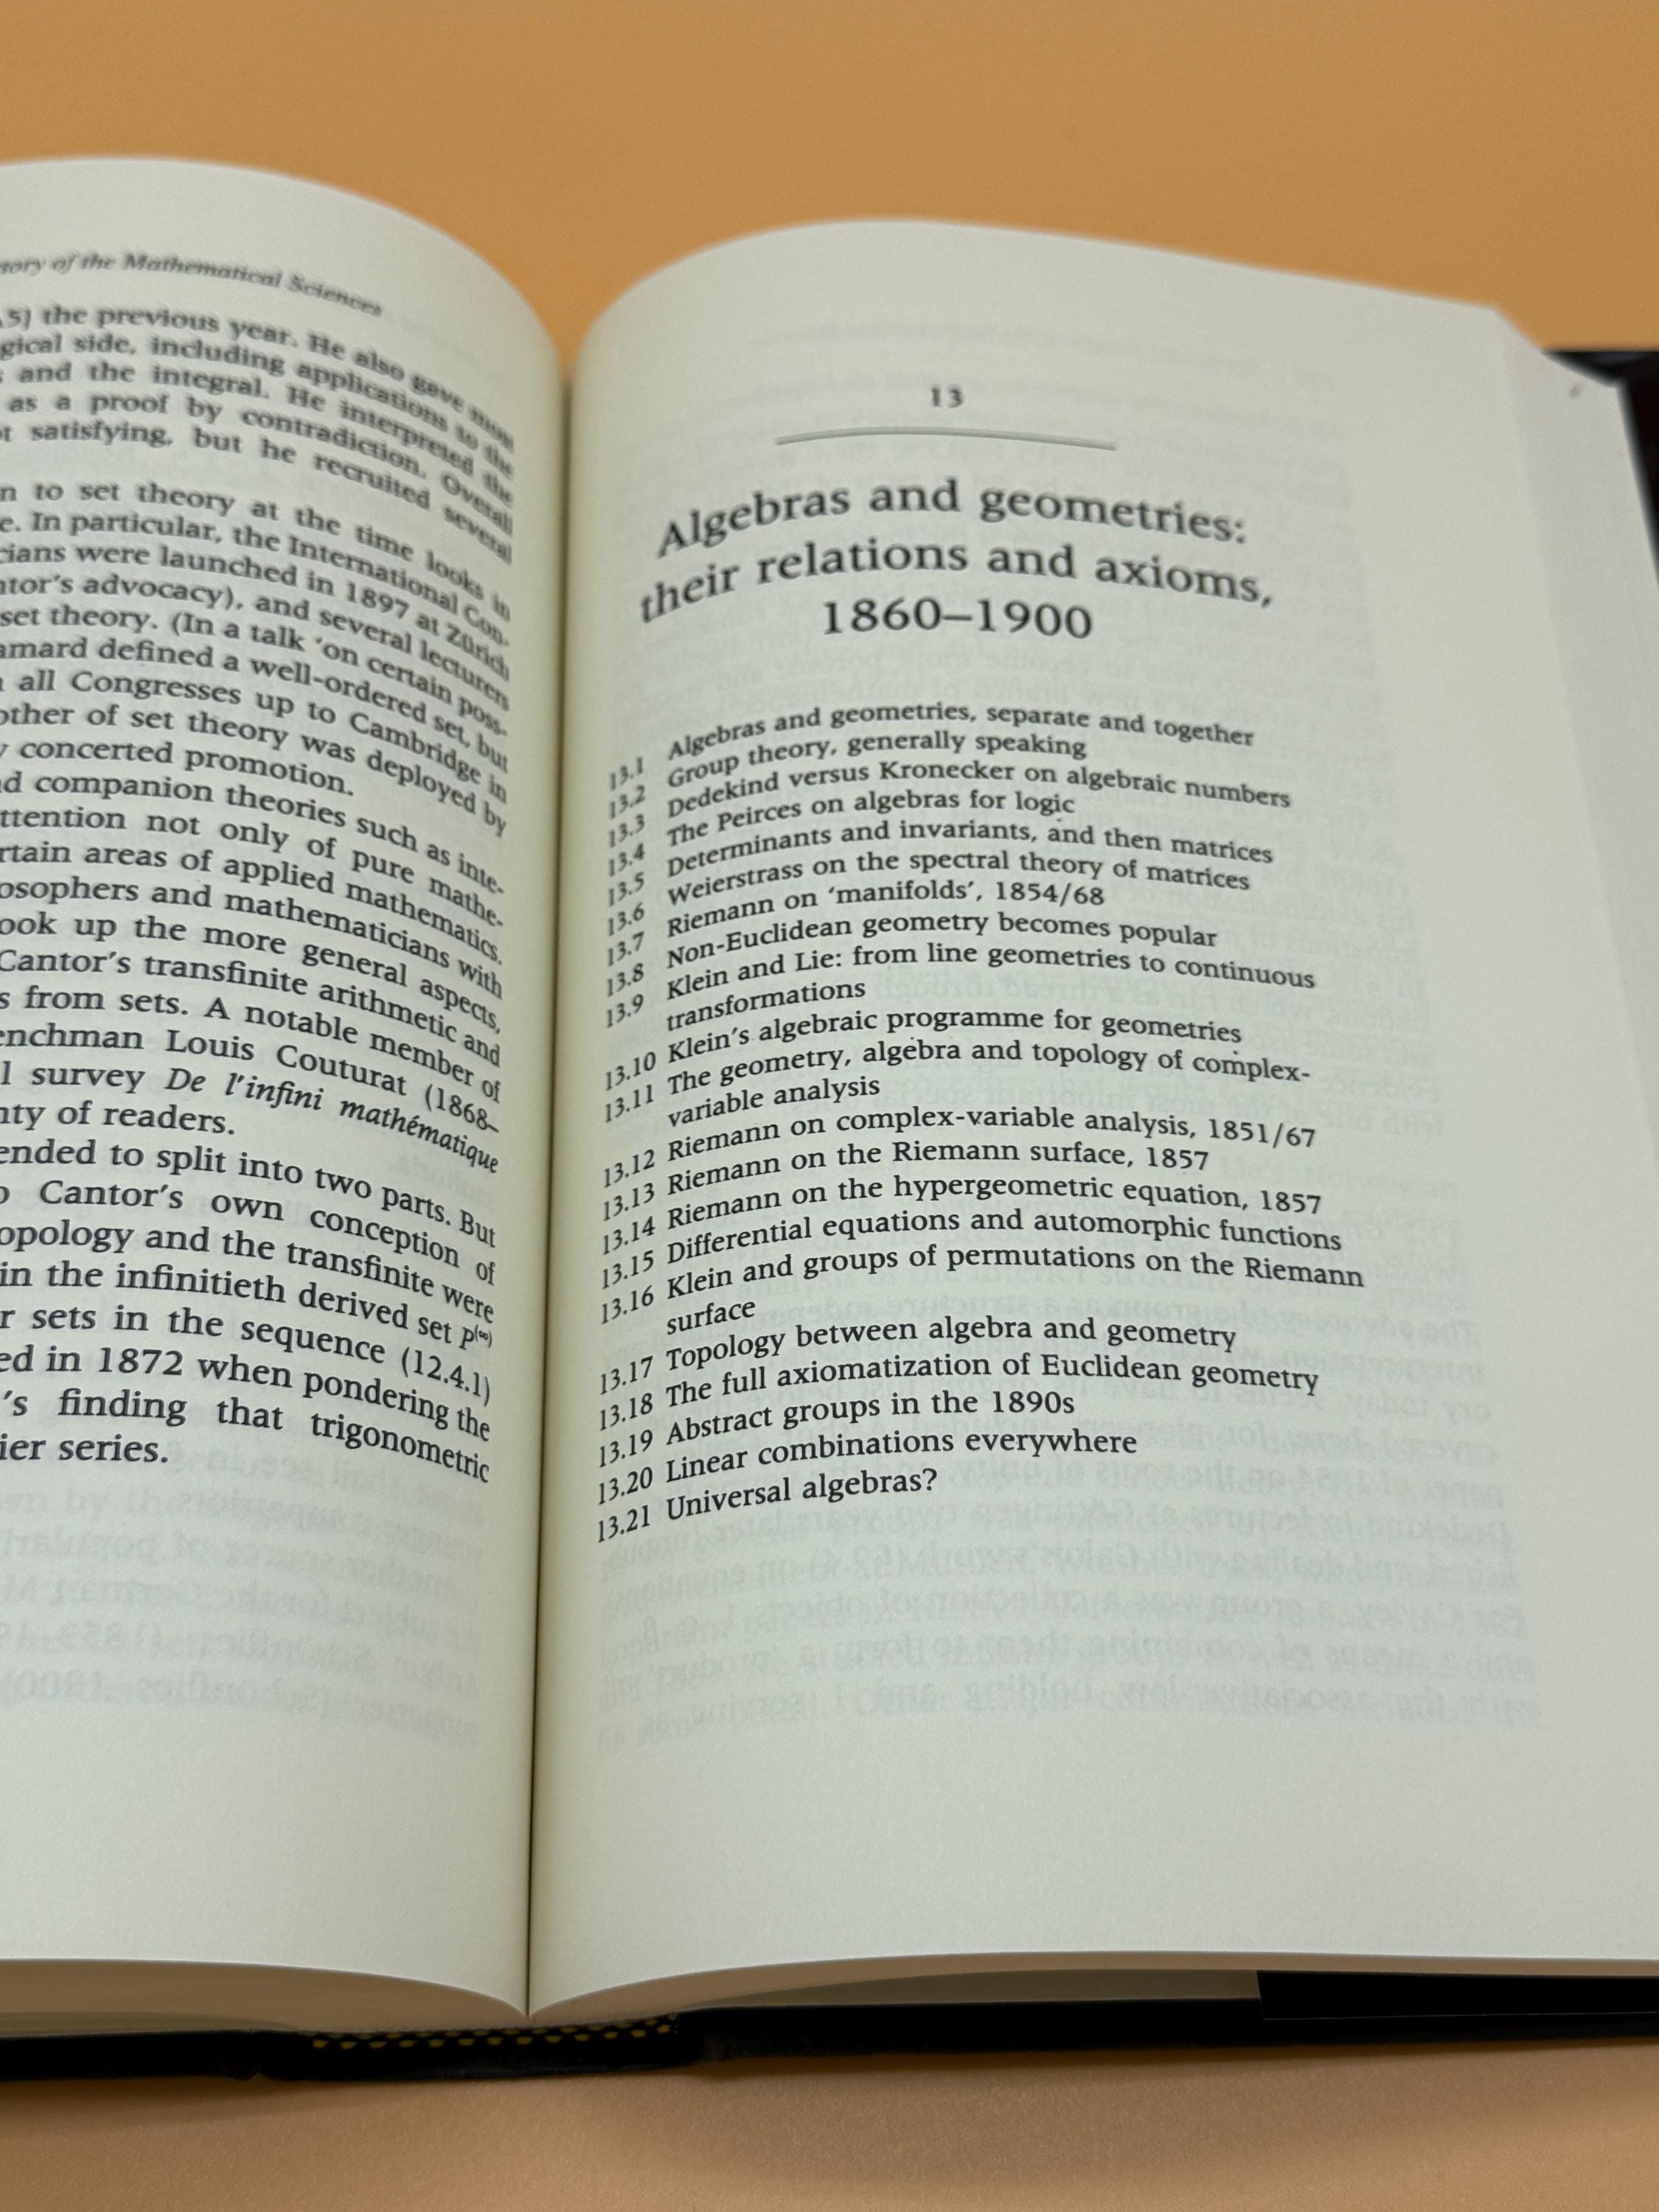 of the Mathematical Sciences
5) the previous year. He also gave more
gical side, including applications to the
and the integral. He interpreted the
as a proof by contradiction. Overall
satisfying, but he recruited several
n to set theory at the time looks in
e. In particular, the International Con-
cians were launched in 1897 at Zürich
ntor's advocacy), and several lecturers
set theory. (In a talk 'on certain poss-
amard defined a well-ordered set, but
all Congresses up to Cambridge in
other of set theory was deployed by
y concerted promotion.
nd companion theories such as inte-
ttention not only of pure mathe-
rtain areas of applied mathematics.
osophers and mathematicians with
ook up the more general aspects,
Cantor's transfinite arithmetic and
s from sets. A notable member of
enchman Louis Couturat (1868–
l survey De l'infini mathématique
nty of readers.
ended to split into two parts. But
o Cantor's own conception of
opology and the transfinite were
in the infinitieth derived set P(∞)
r sets in the sequence (12.4.1)
ed in 1872 when pondering the
's finding that trigonometric
ier series.
13
Algebras and geometries:
their relations and axioms,
1860–1900
13.1 Algebras and geometries, separate and together
13.2 Group theory, generally speaking
13.3 Dedekind versus Kronecker on algebraic numbers
13.4 The Peirces on algebras for logic
13.5 Determinants and invariants, and then matrices
13.6 Weierstrass on the spectral theory of matrices
13.7 Riemann on 'manifolds', 1854/68
13.8 Non-Euclidean geometry becomes popular
13.9 Klein and Lie: from line geometries to continuous
transformations
13.10 Klein's algebraic programme for geometries
13.11 The geometry, algebra and topology of complex-
variable analysis
13.12 Riemann on complex-variable analysis, 1851/67
13.13 Riemann on the Riemann surface, 1857
13.14 Riemann on the hypergeometric equation, 1857
13.15 Differential equations and automorphic functions
13.16 Klein and groups of permutations on the Riemann
surface
13.17 Topology between algebra and geometry
13.18 The full axiomatization of Euclidean geometry
13.19 Abstract groups in the 1890s
13.20 Linear combinations everywhere
13.21 Universal algebras?